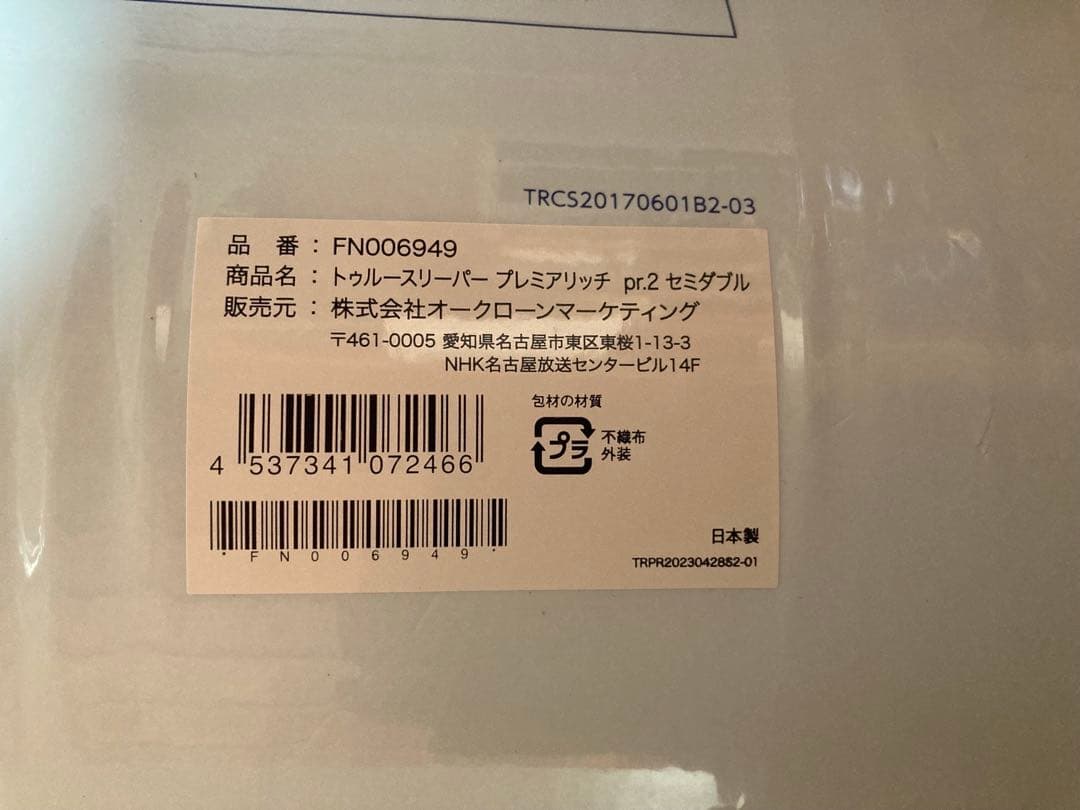 TRCS20170601B2-03
品 番 : FN006949
商品名 : トゥルースリーパー プレミアリッチ pr.2 セミダブル
販売元 : 株式会社オークローンマーケティング
〒461-0005 愛知県名古屋市東区東桜1-13-3
NHK名古屋放送センタービル14F
包材の材質
プラ
不織布
外装
4 537341 072466
*FN006949*
日本製
TRPR20230428S2-01